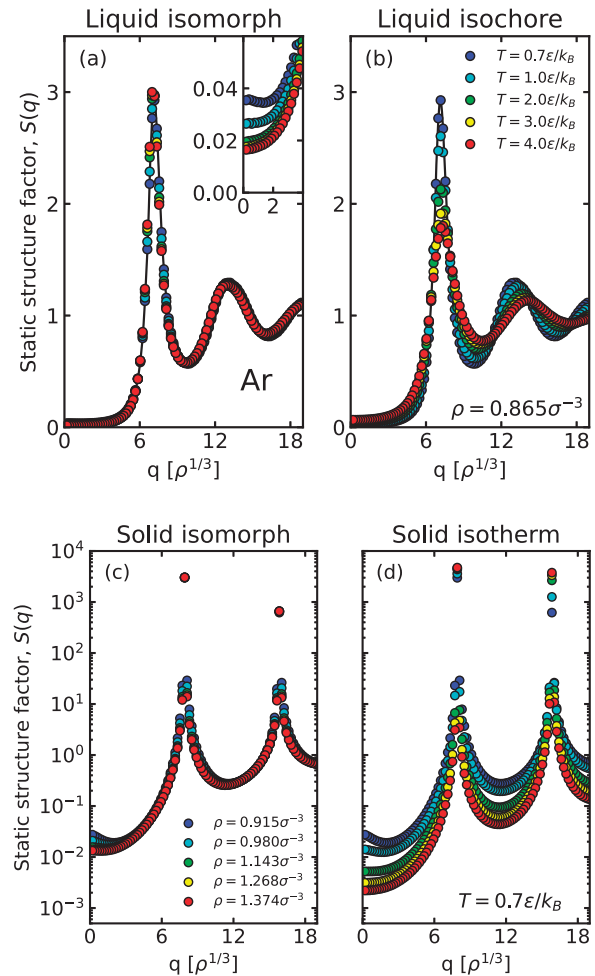 Liquid isomorph
Liquid isochore
(a)
0.04
0.02
0.00
0 2
Static structure factor, S(q)
3
2
1
0
Ar
0 6 12 18
q [ρ^{1/3}]
(b)
T = 0.7ε/k_B
T = 1.0ε/k_B
T = 2.0ε/k_B
T = 3.0ε/k_B
T = 4.0ε/k_B
3
2
1
0
ρ = 0.865σ^{-3}
0 6 12 18
q [ρ^{1/3}]
Solid isomorph
Solid isotherm
(c)
Static structure factor, S(q)
10^4
10^3
10^2
10^1
10^0
10^{-1}
10^{-2}
10^{-3}
ρ = 0.915σ^{-3}
ρ = 0.980σ^{-3}
ρ = 1.143σ^{-3}
ρ = 1.268σ^{-3}
ρ = 1.374σ^{-3}
0 6 12 18
q [ρ^{1/3}]
(d)
T = 0.7ε/k_B
0 6 12 18
q [ρ^{1/3}]